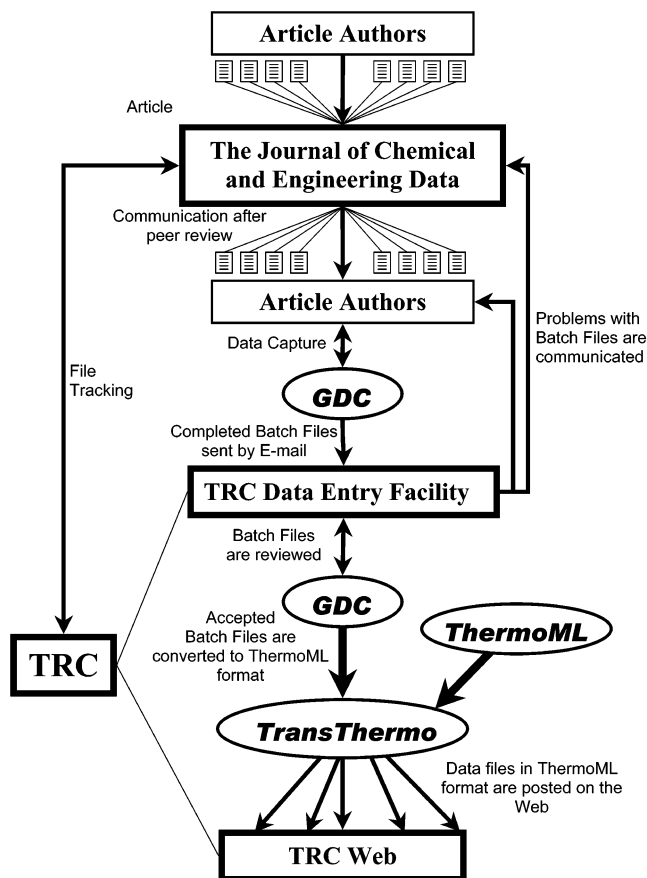 Article Authors
Article
The Journal of Chemical
and Engineering Data
Communication after
peer review
Article Authors
Problems with
Batch Files are
communicated
Data Capture
File
Tracking
GDC
Completed Batch Files
sent by E-mail
TRC Data Entry Facility
Batch Files
are reviewed
GDC
Accepted
Batch Files are
converted to ThermoML
format
ThermoML
TRC
TransThermo
Data files in ThermoML
format are posted on the
Web
TRC Web